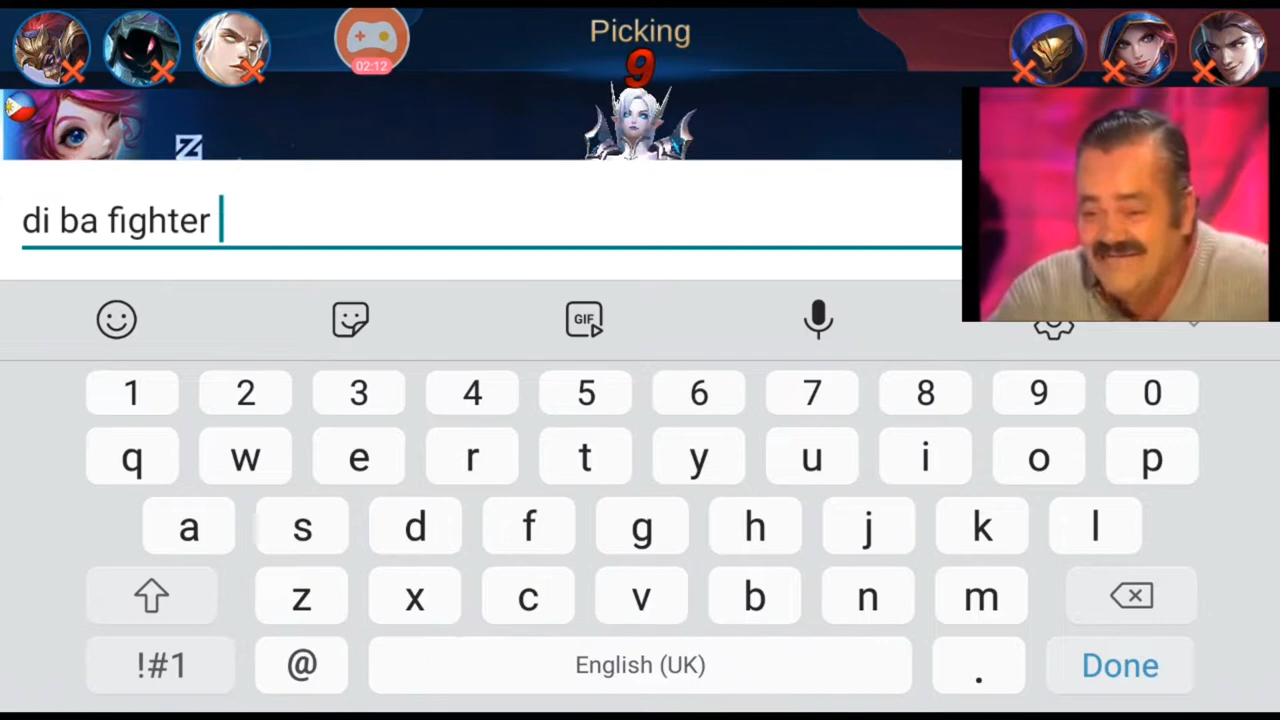 Picking
9
02:12
Z
di ba fighter
GIF
1 2 3 4 5 6 7 8 9 0
q w e r t y u i o p
a s d f g h j k l
z x c v b n m
!#1 @ English (UK) . Done